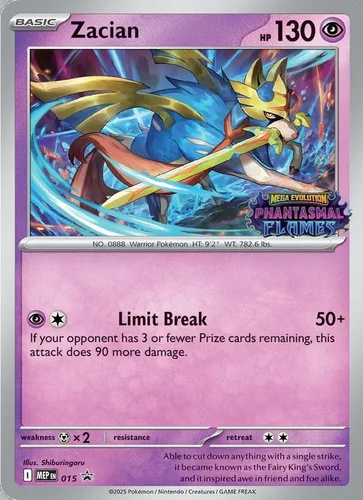 BASIC
Zacian
HP 130
MEGA EVOLUTION
PHANTASMAL
FLAMES
NO. 0888 Warrior Pokémon HT: 9'2" WT: 782.6 lbs.
Limit Break 50+
If your opponent has 3 or fewer Prize cards remaining, this
attack does 90 more damage.
weakness ×2 resistance retreat
Illus. Shiburingaru
I MEP EN 015
Able to cut down anything with a single strike,
it became known as the Fairy King's Sword,
and it inspired awe in friend and foe alike.
©2025 Pokémon / Nintendo / Creatures / GAME FREAK